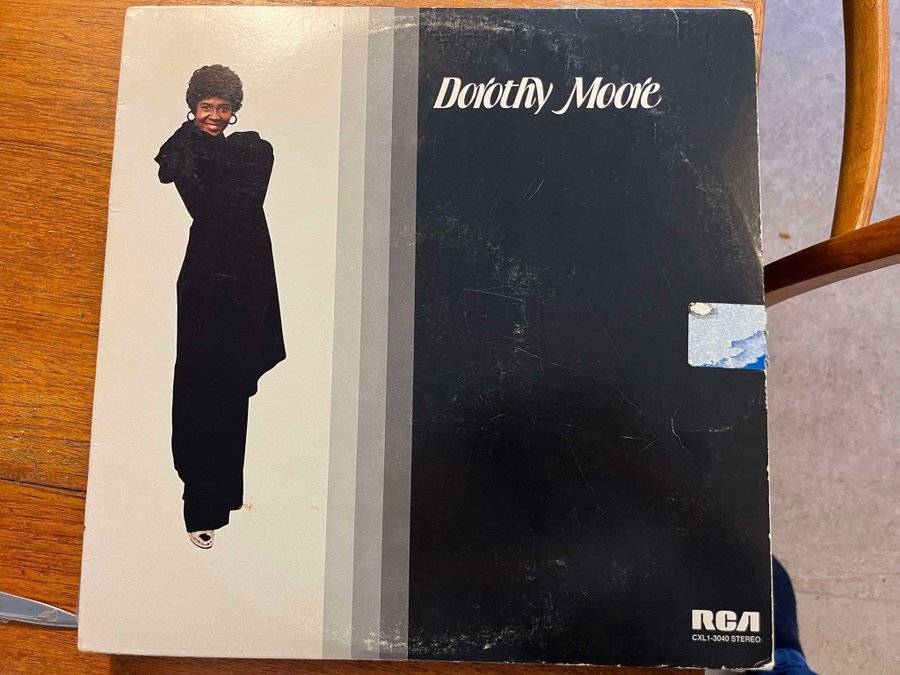 Dorothy Moore
RCA
CXL1-3040 STEREO